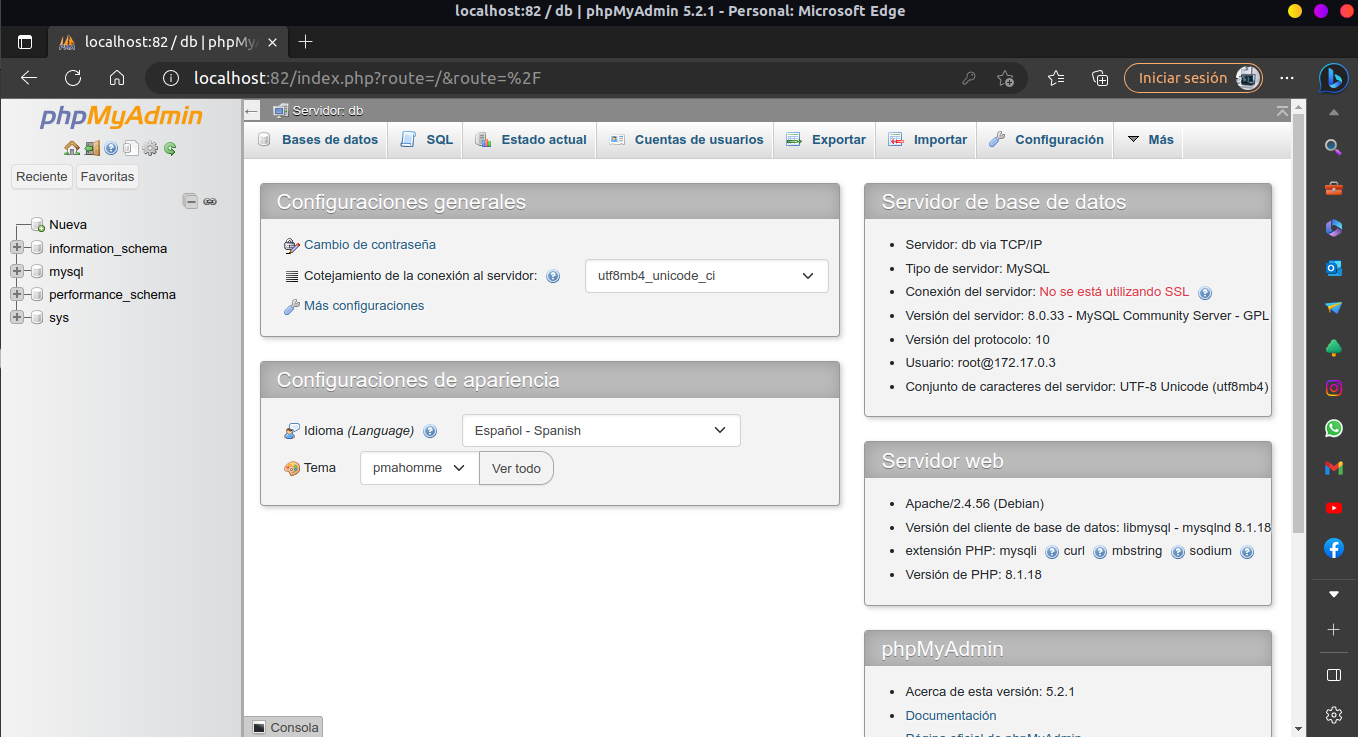 localhost:82 / db | phpMyAdmin 5.2.1 - Personal: Microsoft Edge
localhost:82 / db | phpMyA
localhost:82/index.php?route=/&route=%2F
Iniciar sesión
phpMyAdmin
Reciente
Favoritas
Nueva
information_schema
mysql
performance_schema
sys
Servidor: db
Bases de datos
SQL
Estado actual
Cuentas de usuarios
Exportar
Importar
Configuración
Más
Configuraciones generales
Cambio de contraseña
Cotejamiento de la conexión al servidor:
utf8mb4_unicode_ci
Más configuraciones
Configuraciones de apariencia
Idioma (Language)
Español - Spanish
Tema
pmahomme
Ver todo
Servidor de base de datos
Servidor: db via TCP/IP
Tipo de servidor: MySQL
Conexión del servidor: No se está utilizando SSL
Versión del servidor: 8.0.33 - MySQL Community Server - GPL
Versión del protocolo: 10
Usuario: root@172.17.0.3
Conjunto de caracteres del servidor: UTF-8 Unicode (utf8mb4)
Servidor web
Apache/2.4.56 (Debian)
Versión del cliente de base de datos: libmysql - mysqlnd 8.1.18
extensión PHP: mysqli curl mbstring sodium
Versión de PHP: 8.1.18
phpMyAdmin
Acerca de esta versión: 5.2.1
Documentación
Página oficial de phpMyAdmin
Consola